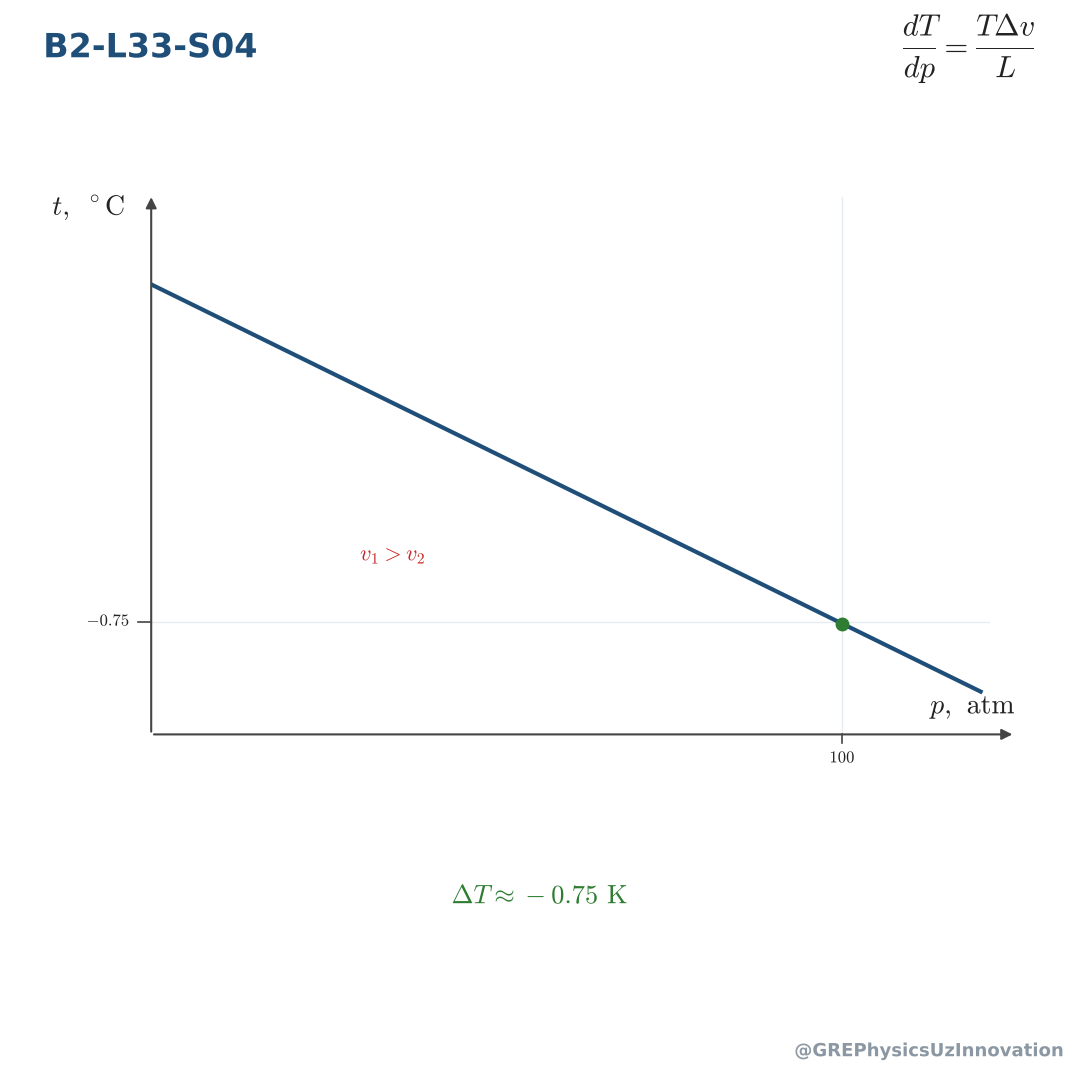 B2-L33-S04
dT/dp = TΔv/L
t, °C
v₁ > v₂
−0.75
p, atm
100
ΔT ≈ −0.75 K
@GREPhysicsUzInnovation